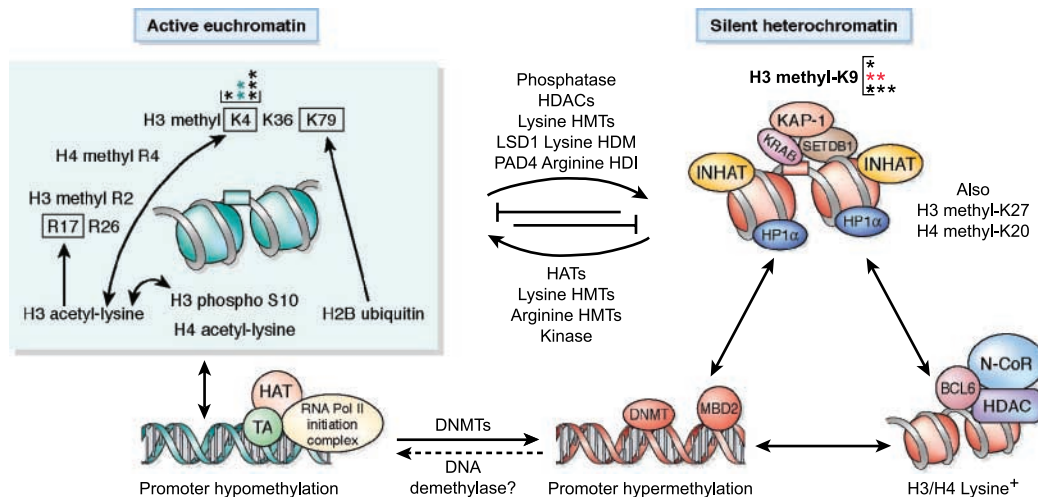 Active euchromatin
Silent heterochromatin
* ** ***
H3 methyl K4 K36 K79
H4 methyl R4
H3 methyl R2
R17 R26
H3 acetyl-lysine
H3 phospho S10
H4 acetyl-lysine
H2B ubiquitin
Phosphatase
HDACs
Lysine HMTs
LSD1 Lysine HDM
PAD4 Arginine HDI
HATs
Lysine HMTs
Arginine HMTs
Kinase
H3 methyl-K9
*
**
***
KAP-1
KRAB
SETDB1
INHAT
INHAT
HP1α
HP1α
Also
H3 methyl-K27
H4 methyl-K20
HAT
TA
RNA Pol II
initiation
complex
Promoter hypomethylation
DNMTs
DNA
demethylase?
DNMT
MBD2
Promoter hypermethylation
N-CoR
BCL6
HDAC
H3/H4 Lysine+